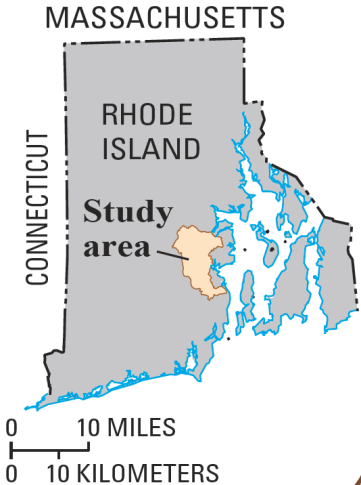 MASSACHUSETTS
RHODE
ISLAND
CONNECTICUT
Study
area
0 10 MILES
0 10 KILOMETERS